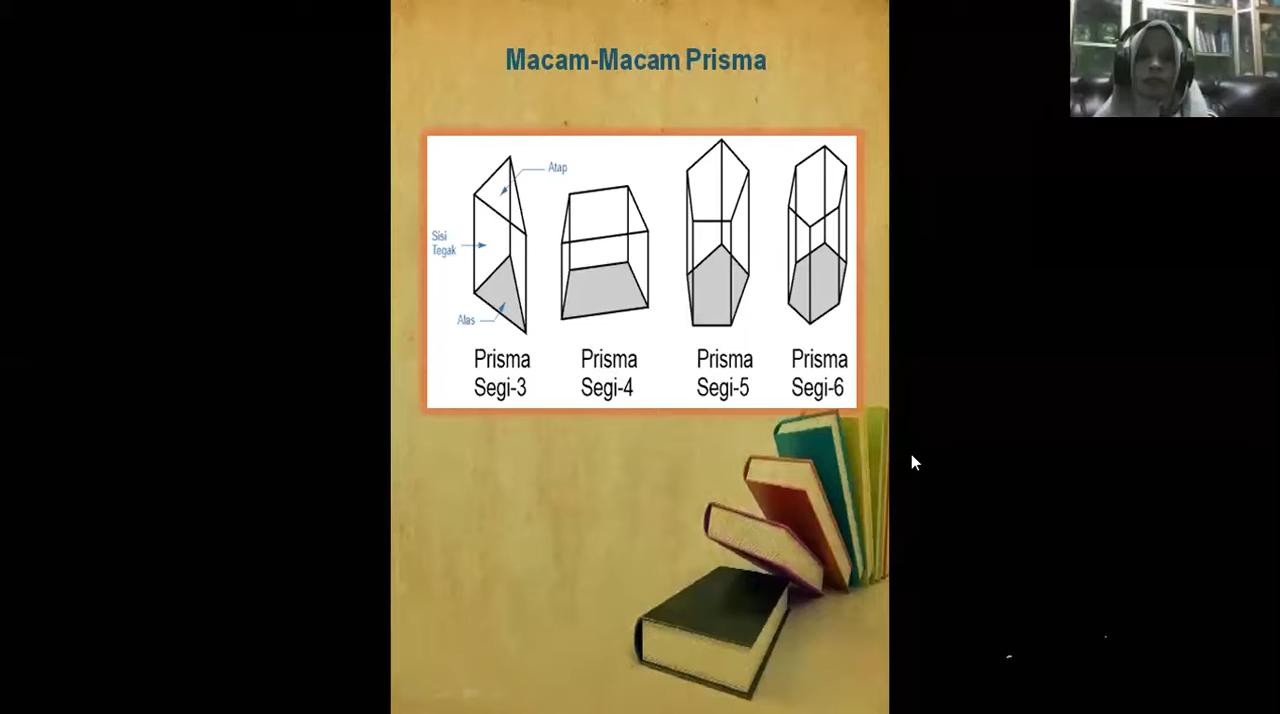 Macam-Macam Prisma
Atap
Sisi
Tegak
Alas
Prisma
Segi-3
Prisma
Segi-4
Prisma
Segi-5
Prisma
Segi-6